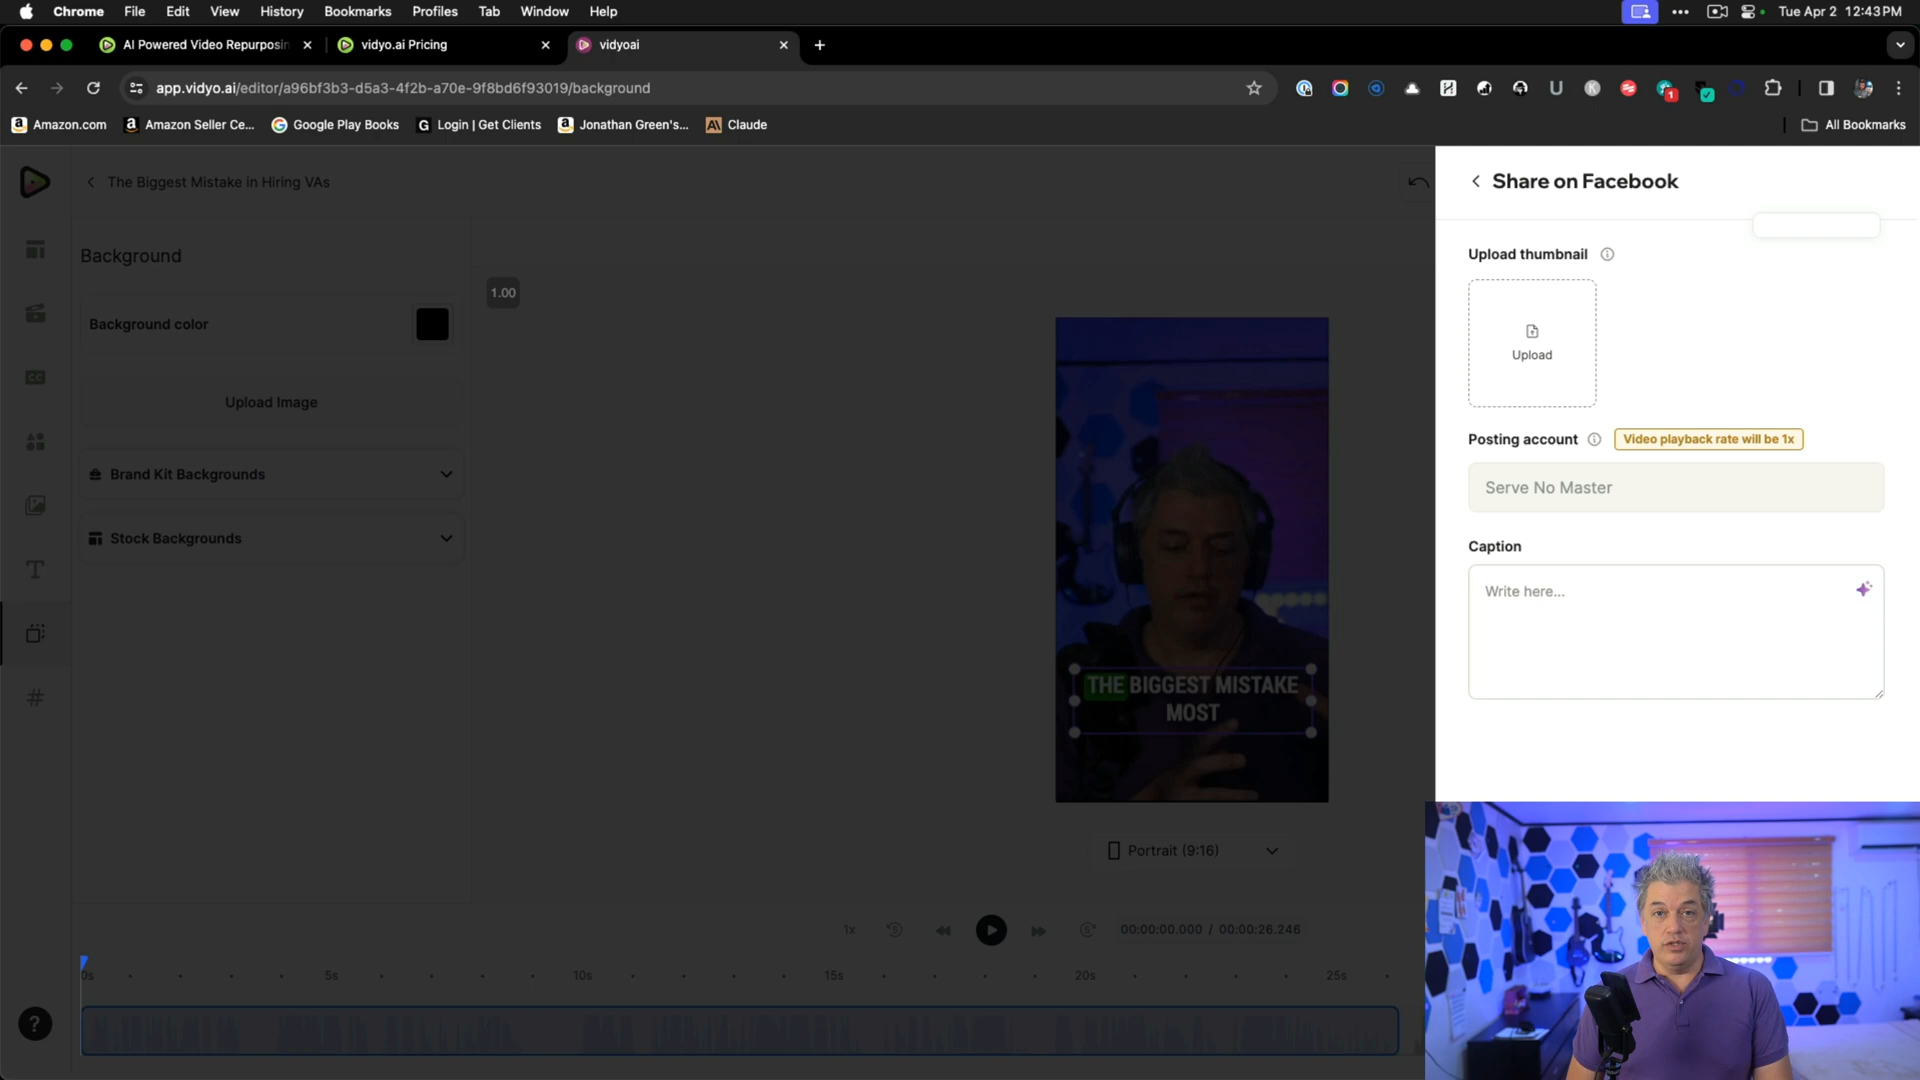 Chrome File Edit View History Bookmarks Profiles Tab Window Help
Tue Apr 2 12:43 PM
AI Powered Video Repurposin
vidyo.ai Pricing
vidyoai
app.vidyo.ai/editor/a96bf3b3-d5a3-4f2b-a70e-9f8bd6f93019/background
1
Amazon.com
Amazon Seller Ce...
Google Play Books
Login | Get Clients
Jonathan Green's...
Claude
All Bookmarks
The Biggest Mistake in Hiring VAs
Background
Background color
Upload Image
Brand Kit Backgrounds
Stock Backgrounds
CC
1.00
THE BIGGEST MISTAKE
MOST
Portrait (9:16)
1x
5
5
00:00:00.000 / 00:00:26.246
0s 5s 10s 15s 20s 25s
?
Share on Facebook
Upload thumbnail
Upload
Posting account
Video playback rate will be 1x
Serve No Master
Caption
Write here...